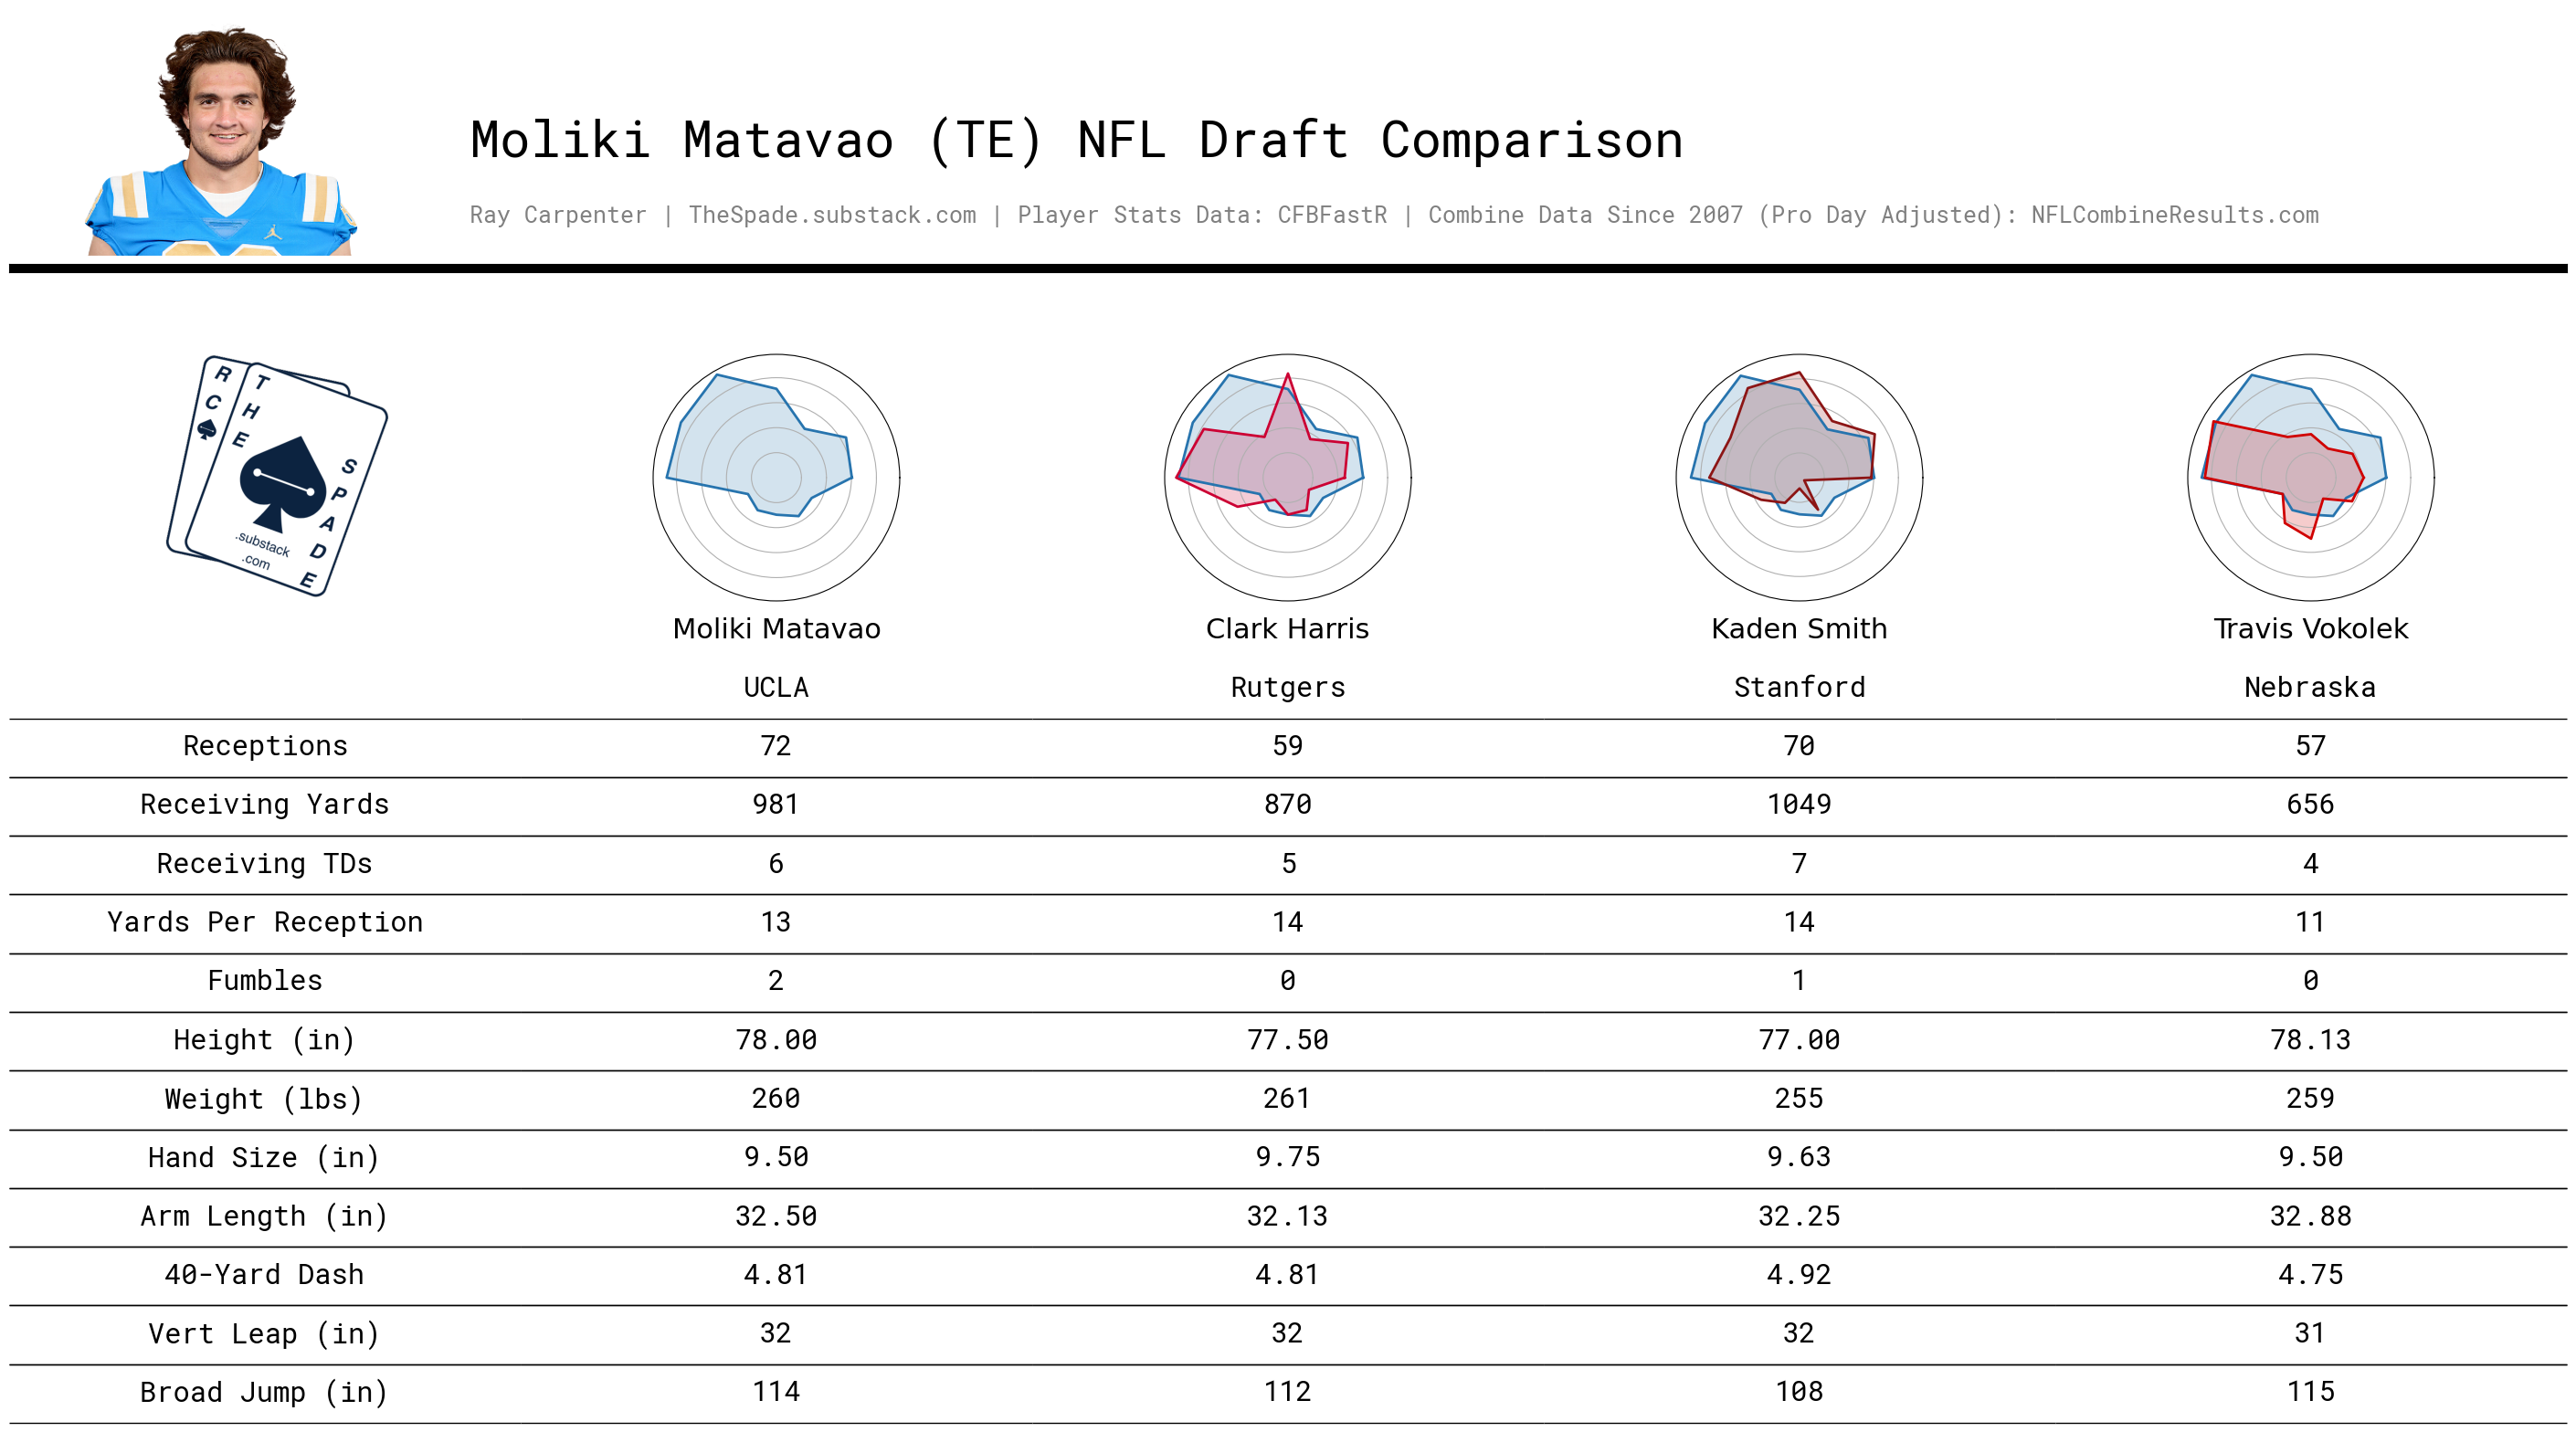 Moliki Matavao (TE) NFL Draft Comparison
Ray Carpenter | TheSpade.substack.com | Player Stats Data: CFBFastR | Combine Data Since 2007 (Pro Day Adjusted): NFLCombineResults.com
RC
THE
SPADE
.substack
.com
Moliki Matavao Clark Harris Kaden Smith Travis Vokolek
UCLA Rutgers Stanford Nebraska
Receptions 72 59 70 57
Receiving Yards 981 870 1049 656
Receiving TDs 6 5 7 4
Yards Per Reception 13 14 14 11
Fumbles 2 0 1 0
Height (in) 78.00 77.50 77.00 78.13
Weight (lbs) 260 261 255 259
Hand Size (in) 9.50 9.75 9.63 9.50
Arm Length (in) 32.50 32.13 32.25 32.88
40-Yard Dash 4.81 4.81 4.92 4.75
Vert Leap (in) 32 32 32 31
Broad Jump (in) 114 112 108 115